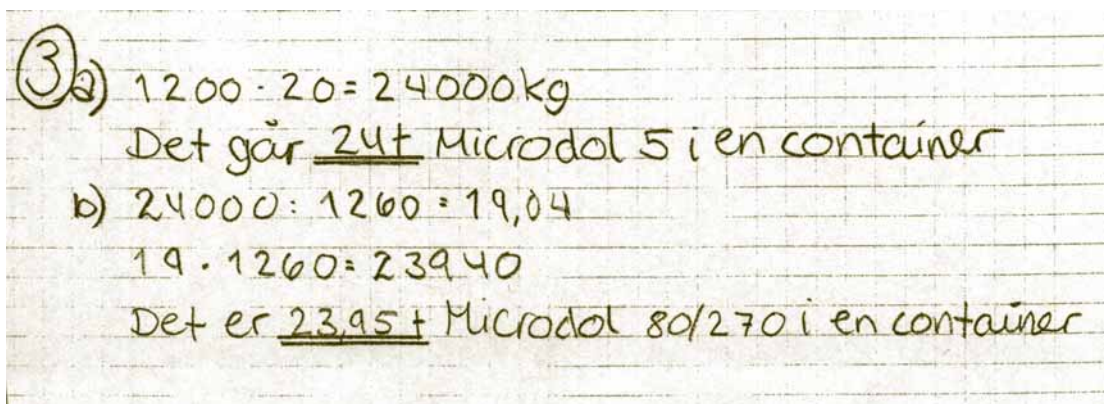 3 a) 1200 · 20 = 24000kg
Det går 24t Microdol 5 i en container
b) 24000 : 1260 = 19,04
19 · 1260 = 23940
Det er 23,95t Microdol 80/270 i en container